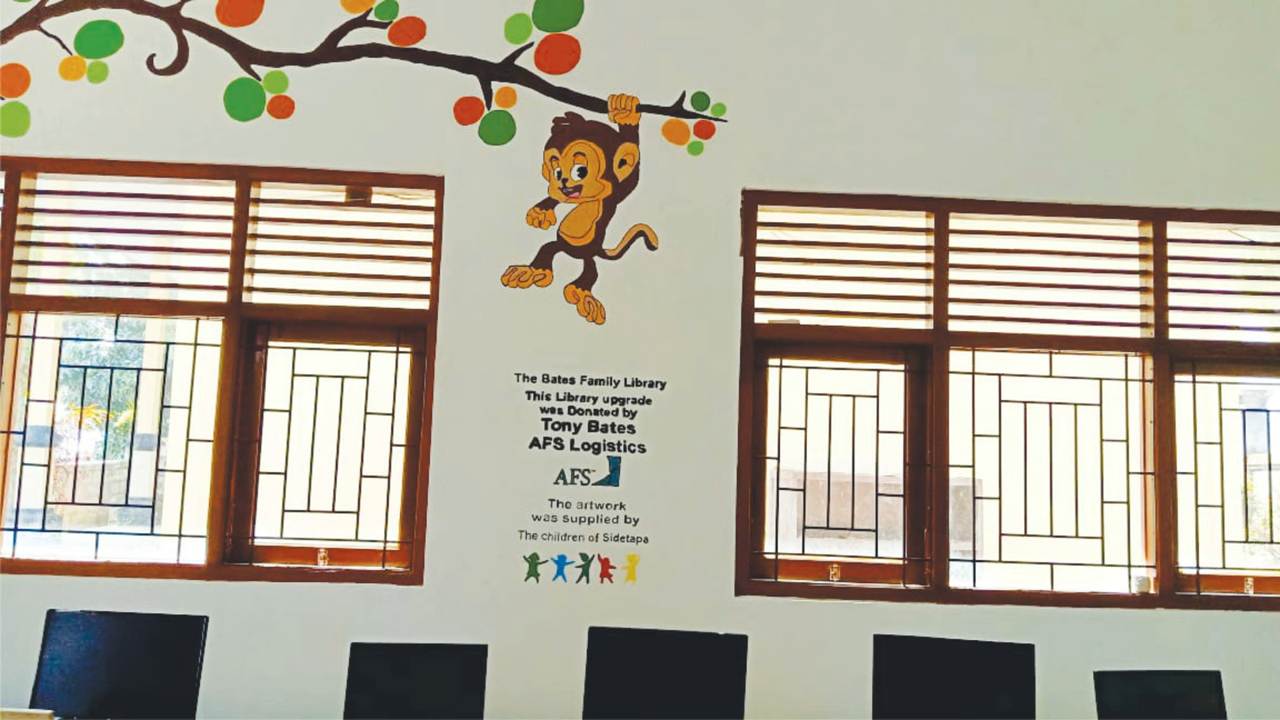 The Bates Family Library
This Library upgrade
was Donated by
Tony Bates
AFS Logistics
AFS
The artwork
was supplied by
The children of Sidetapa